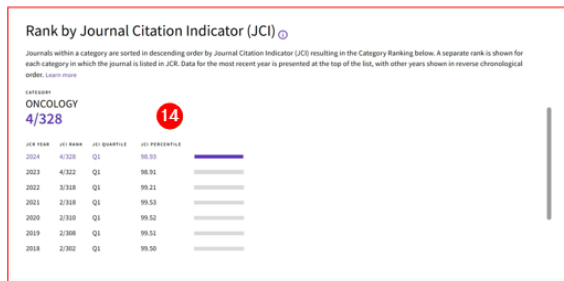 Rank by Journal Citation Indicator (JCI)
Journals within a category are sorted in descending order by Journal Citation Indicator (JCI) resulting in the Category Ranking below. A separate rank is shown for
each category in which the journal is listed in JCR. Data for the most recent year is presented at the top of the list, with other years shown in reverse chronological
order. Learn more
CATEGORY
ONCOLOGY
4/328
14
JCR YEAR JCI RANK JCI QUARTILE JCI PERCENTILE
2024 4/328 Q1 98.93
2023 4/322 Q1 98.91
2022 3/318 Q1 99.21
2021 2/318 Q1 99.53
2020 2/310 Q1 99.52
2019 2/308 Q1 99.51
2018 2/302 Q1 99.50